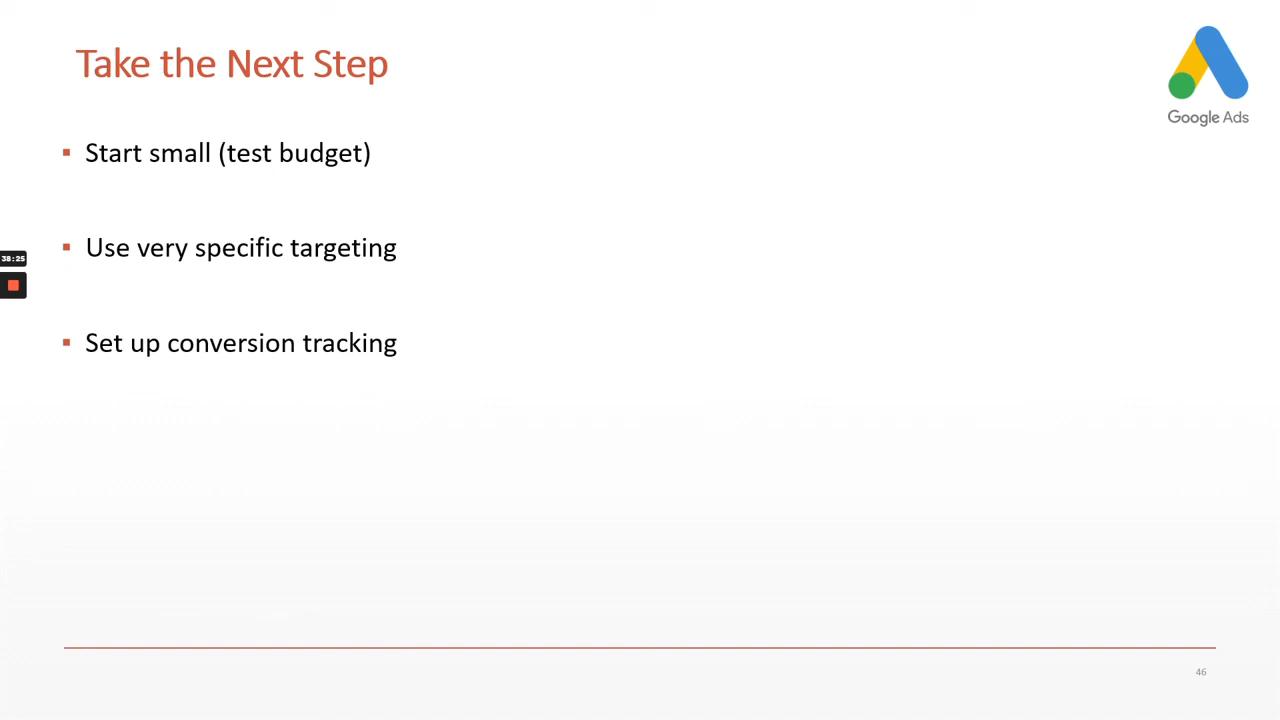 Take the Next Step
Google Ads
▪ Start small (test budget)
▪ Use very specific targeting
38:25
▪ Set up conversion tracking
46